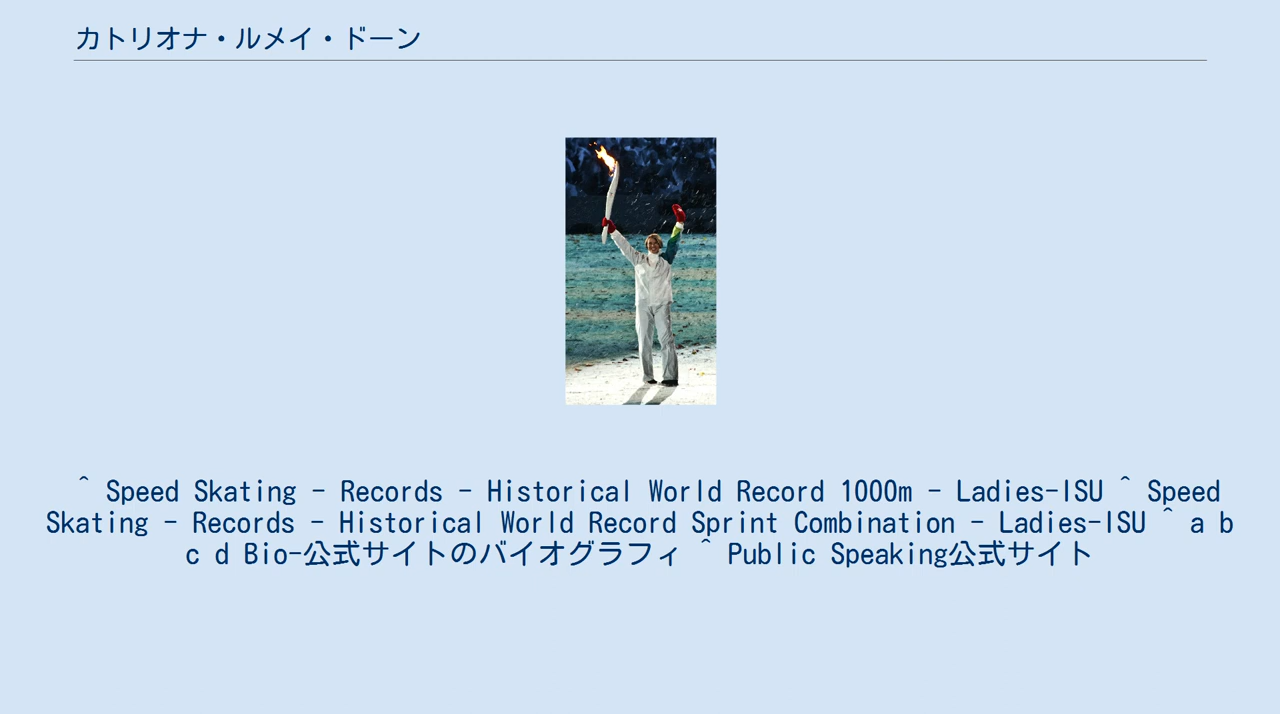 カトリオナ・ルメイ・ドーン
^ Speed Skating - Records - Historical World Record 1000m - Ladies-ISU ^ Speed
Skating - Records - Historical World Record Sprint Combination - Ladies-ISU ^ a b
c d Bio-公式サイトのバイオグラフィ ^ Public Speaking公式サイト